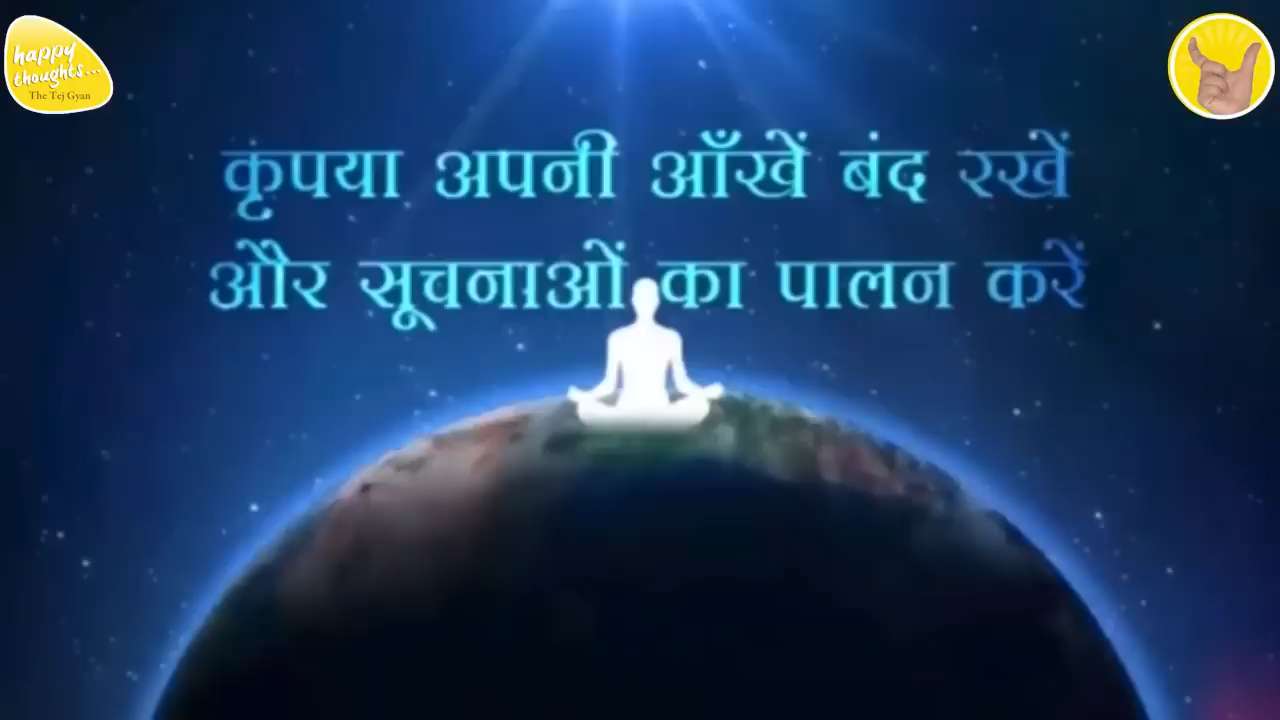 happy
thoughts...
The Tej Gyan
कृपया अपनी आँखें बंद रखें
और सूचनाओं का पालन करें